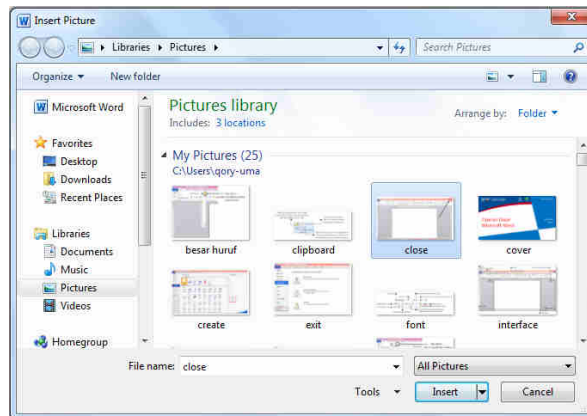 Insert Picture
Libraries Pictures
Search Pictures
Organize New folder
Microsoft Word
Favorites
Desktop
Downloads
Recent Places
Libraries
Documents
Music
Pictures
Videos
Homegroup
Pictures library
Includes: 3 locations
Arrange by: Folder
My Pictures (25)
C:\Users\qory-uma
besar huruf clipboard close cover
create exit font interface
File name: close All Pictures
Tools Insert Cancel